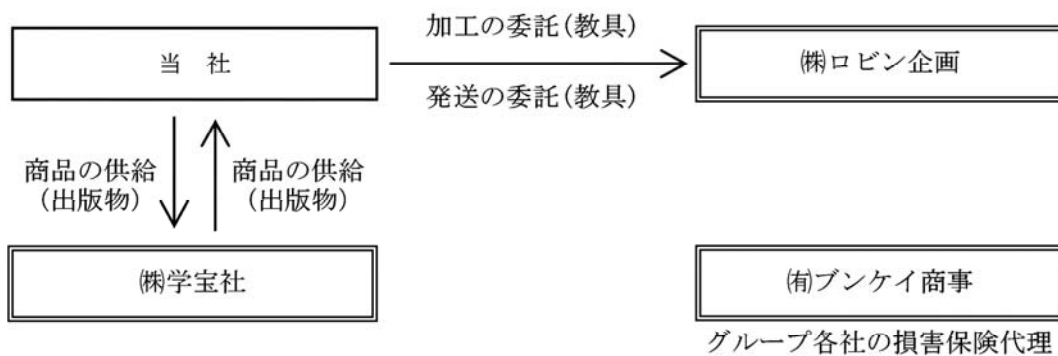 当 社
加工の委託(教具)
発送の委託(教具)
㈱ロビン企画
商品の供給
(出版物)
商品の供給
(出版物)
㈱学宝社
㈲ブンケイ商事
グループ各社の損害保険代理